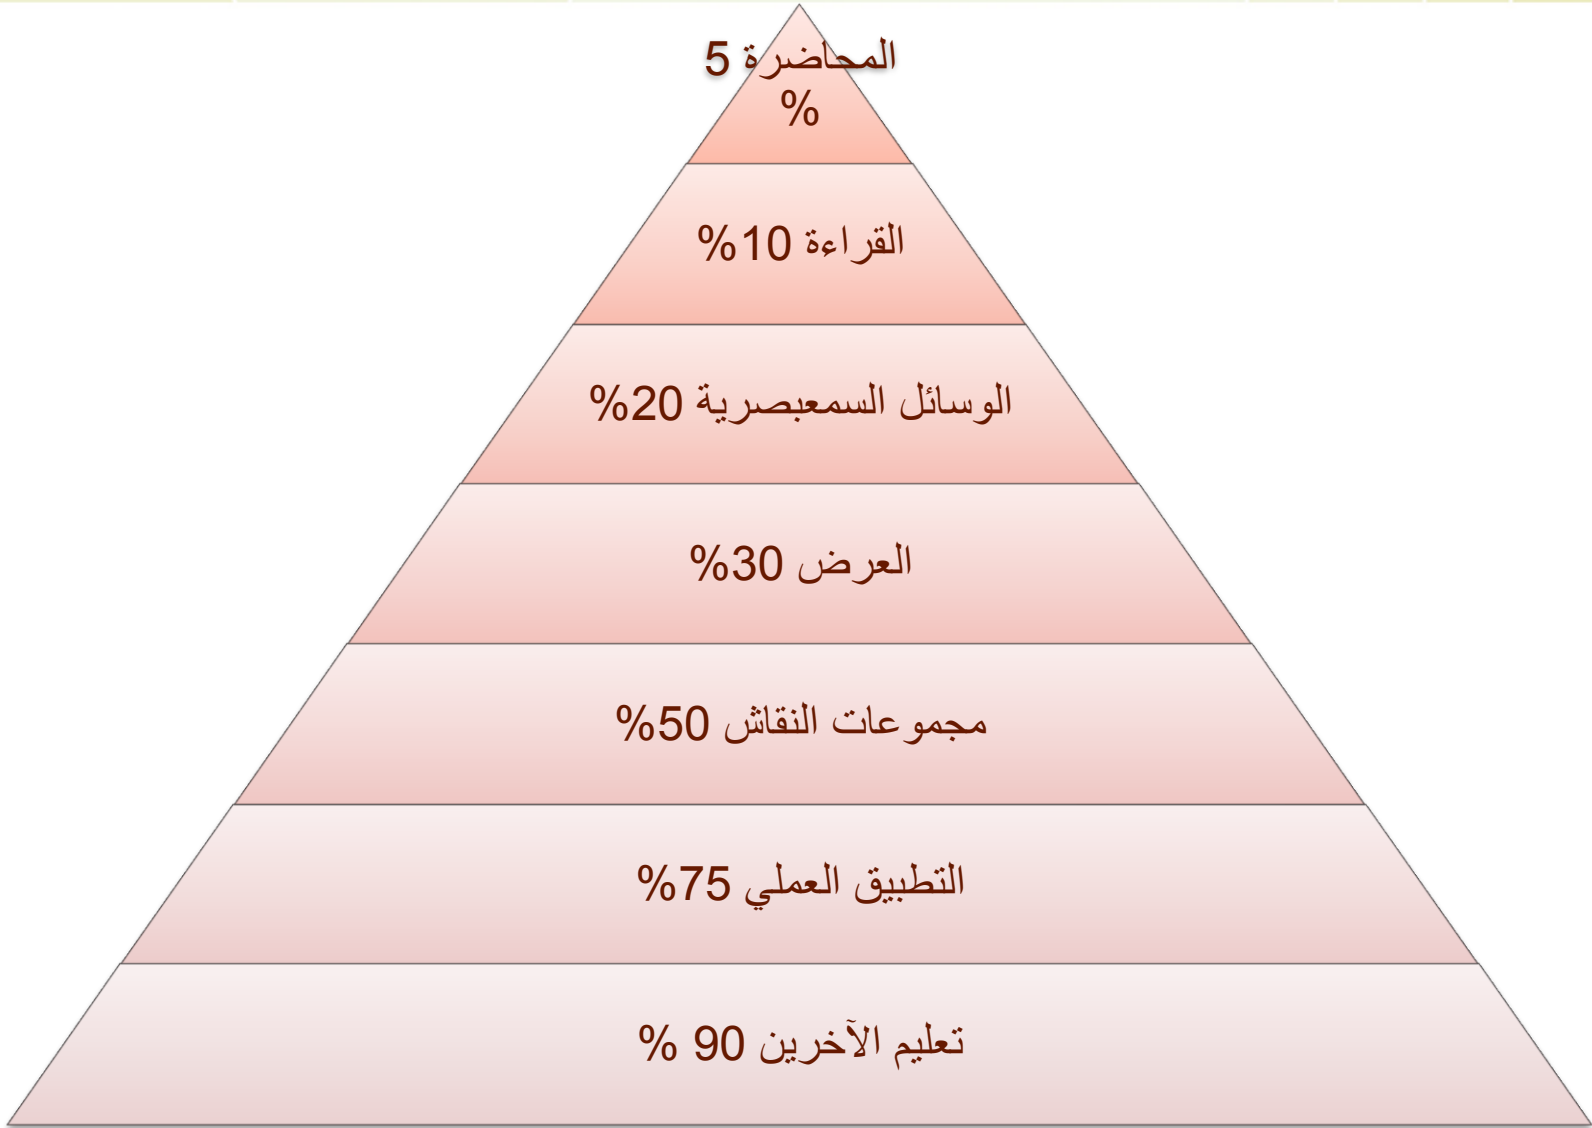 المحاضرة 5
%
القراءة 10%
الوسائل السمعبصرية 20%
العرض 30%
مجموعات النقاش 50%
التطبيق العملي 75%
تعليم الآخرين 90 %